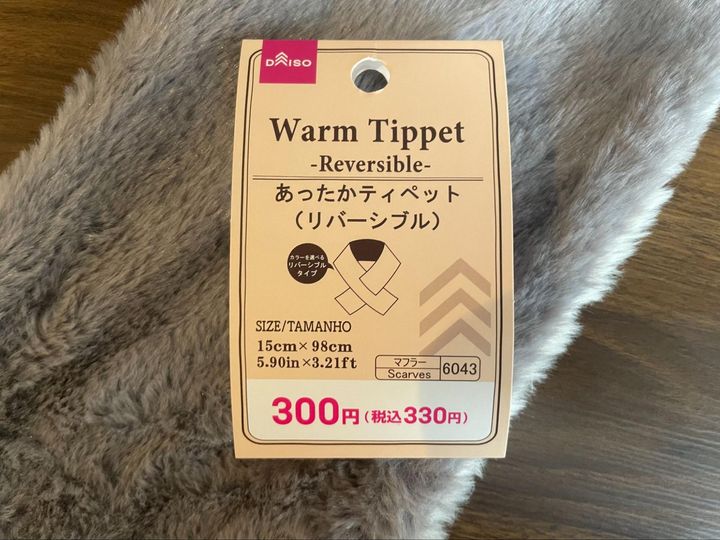 DAISO
Warm Tippet
-Reversible-
あったかティペット
（リバーシブル）
カラーを選べる
リバーシブル
タイプ
SIZE/TAMANHO
15cm×98cm
5.90in×3.21ft
マフラー
Scarves
6043
300円(税込330円)